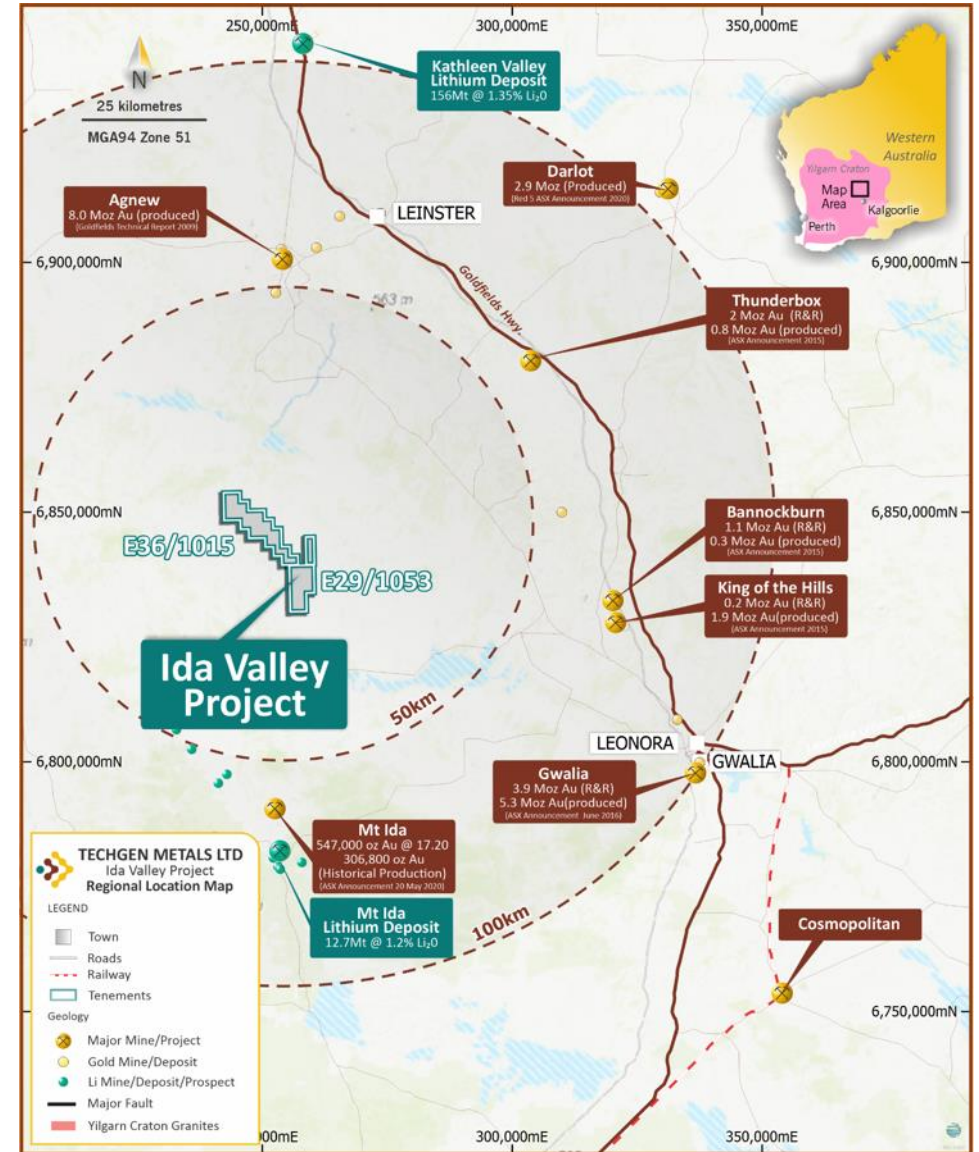 250,000mE
300,000mE
350,000mE
N
25 kilometres
MGA94 Zone 51
Kathleen Valley
Lithium Deposit
156Mt @ 1.35% Li₂0
Western
Australia
Yilgarn Craton
Map
Area
Kalgoorlie
Perth
Darlot
2.9 Moz (Produced)
(Red 5 ASX Announcement 2020)
Agnew
8.0 Moz Au (produced)
(Goldfields Technical Report 2009)
LEINSTER
6,900,000mN
6,900,000mN
Goldfields Hwy
563 m
Thunderbox
2 Moz Au (R&R)
0.8 Moz Au (produced)
(ASX Announcement 2015)
6,850,000mN
6,850,000mN
E36/1015
E29/1053
Bannockburn
1.1 Moz Au (R&R)
0.3 Moz Au (produced)
(ASX Announcement 2015)
King of the Hills
0.2 Moz Au (R&R)
1.9 Moz Au(produced)
(ASX Announcement 2015)
Ida Valley
Project
50km
LEONORA
GWALIA
6,800,000mN
6,800,000mN
Gwalia
3.9 Moz Au (R&R)
5.3 Moz Au(produced)
(ASX Announcement June 2016)
Mt Ida
547,000 oz Au @ 17.20
306,800 oz Au
(Historical Production)
(ASX Announcement 20 May 2020)
Mt Ida
Lithium Deposit
12.7Mt @ 1.2% Li₂0
100km
Cosmopolitan
6,750,000mN
TECHGEN METALS LTD
Ida Valley Project
Regional Location Map
LEGEND
Town
Roads
Railway
Tenements
Geology
Major Mine/Project
Gold Mine/Deposit
Li Mine/Deposit/Prospect
Major Fault
Yilgarn Craton Granites
000mE
300,000mE
350,000mE